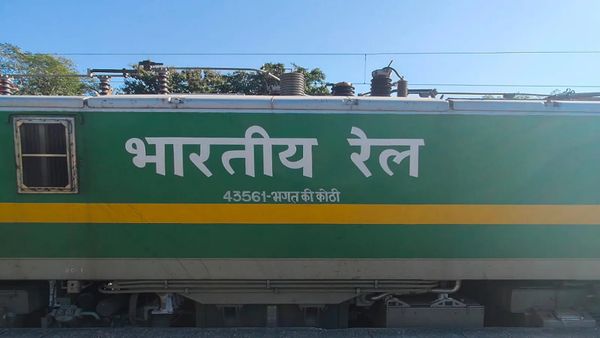 भारतीय रेल
43561-भगत की कोठी